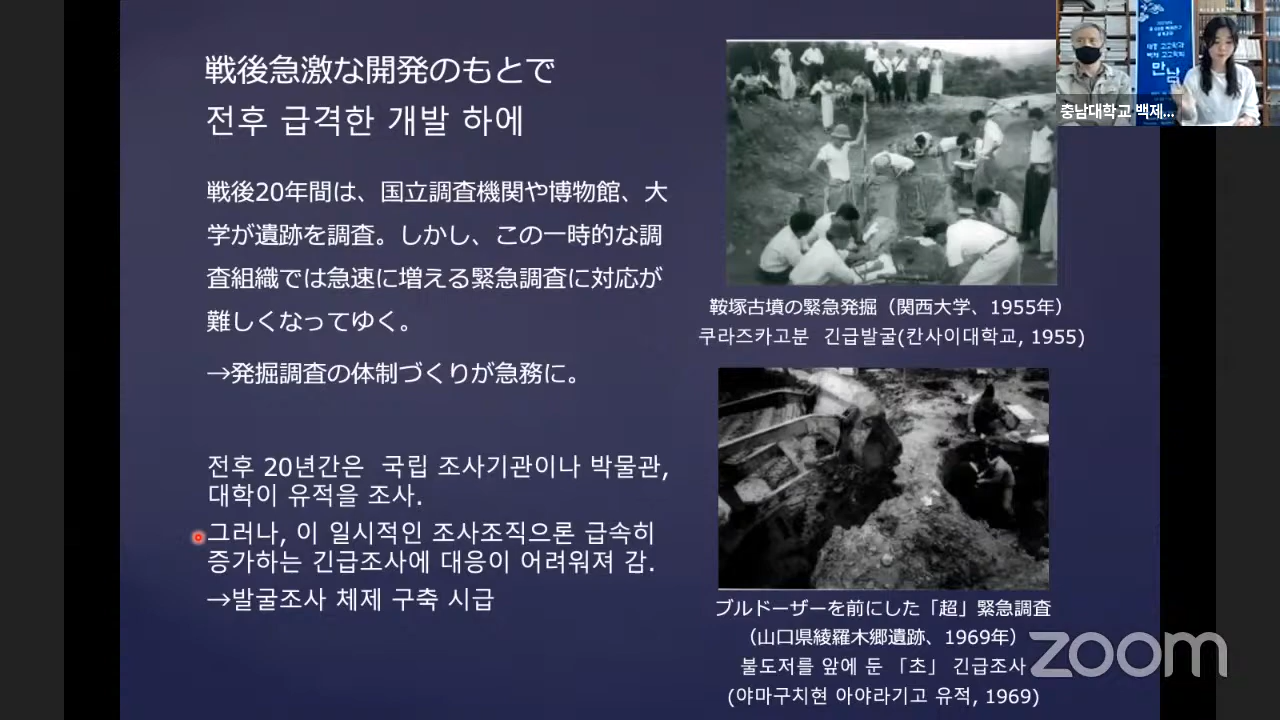 戦後急激な開発のもとで
전후 급격한 개발 하에
戦後20年間は、国立調査機関や博物館、大
学が遺跡を調査。しかし、この一時的な調
査組織では急速に増える緊急調査に対応が
難しくなってゆく。
→発掘調査の体制づくりが急務に。
전후 20년간은 국립 조사기관이나 박물관,
대학이 유적을 조사.
그러나, 이 일시적인 조사조직으론 급속히
증가하는 긴급조사에 대응이 어려워져 감.
→발굴조사 체제 구축 시급
鞍塚古墳の緊急発掘（関西大学、1955年）
쿠라즈카고분 긴급발굴(칸사이대학교, 1955)
ブルドーザーを前にした「超」緊急調査
（山口県綾羅木郷遺跡、1969年）
불도저를 앞에 둔 「초」 긴급조사
(야마구치현 아야라기고 유적, 1969)
만남
충남대학교 백제...
zoom